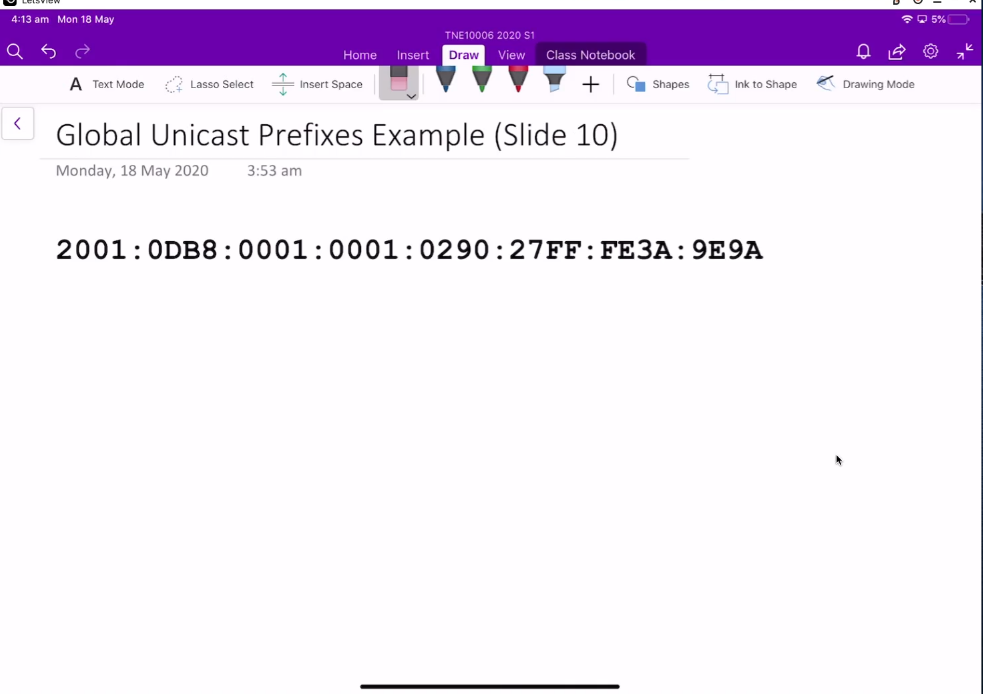 LetsView
4:13 am Mon 18 May 5%
TNE10006 2020 S1
Home Insert Draw View Class Notebook
A Text Mode Lasso Select Insert Space Shapes Ink to Shape Drawing Mode
Global Unicast Prefixes Example (Slide 10)
Monday, 18 May 2020 3:53 am
2001:0DB8:0001:0001:0290:27FF:FE3A:9E9A